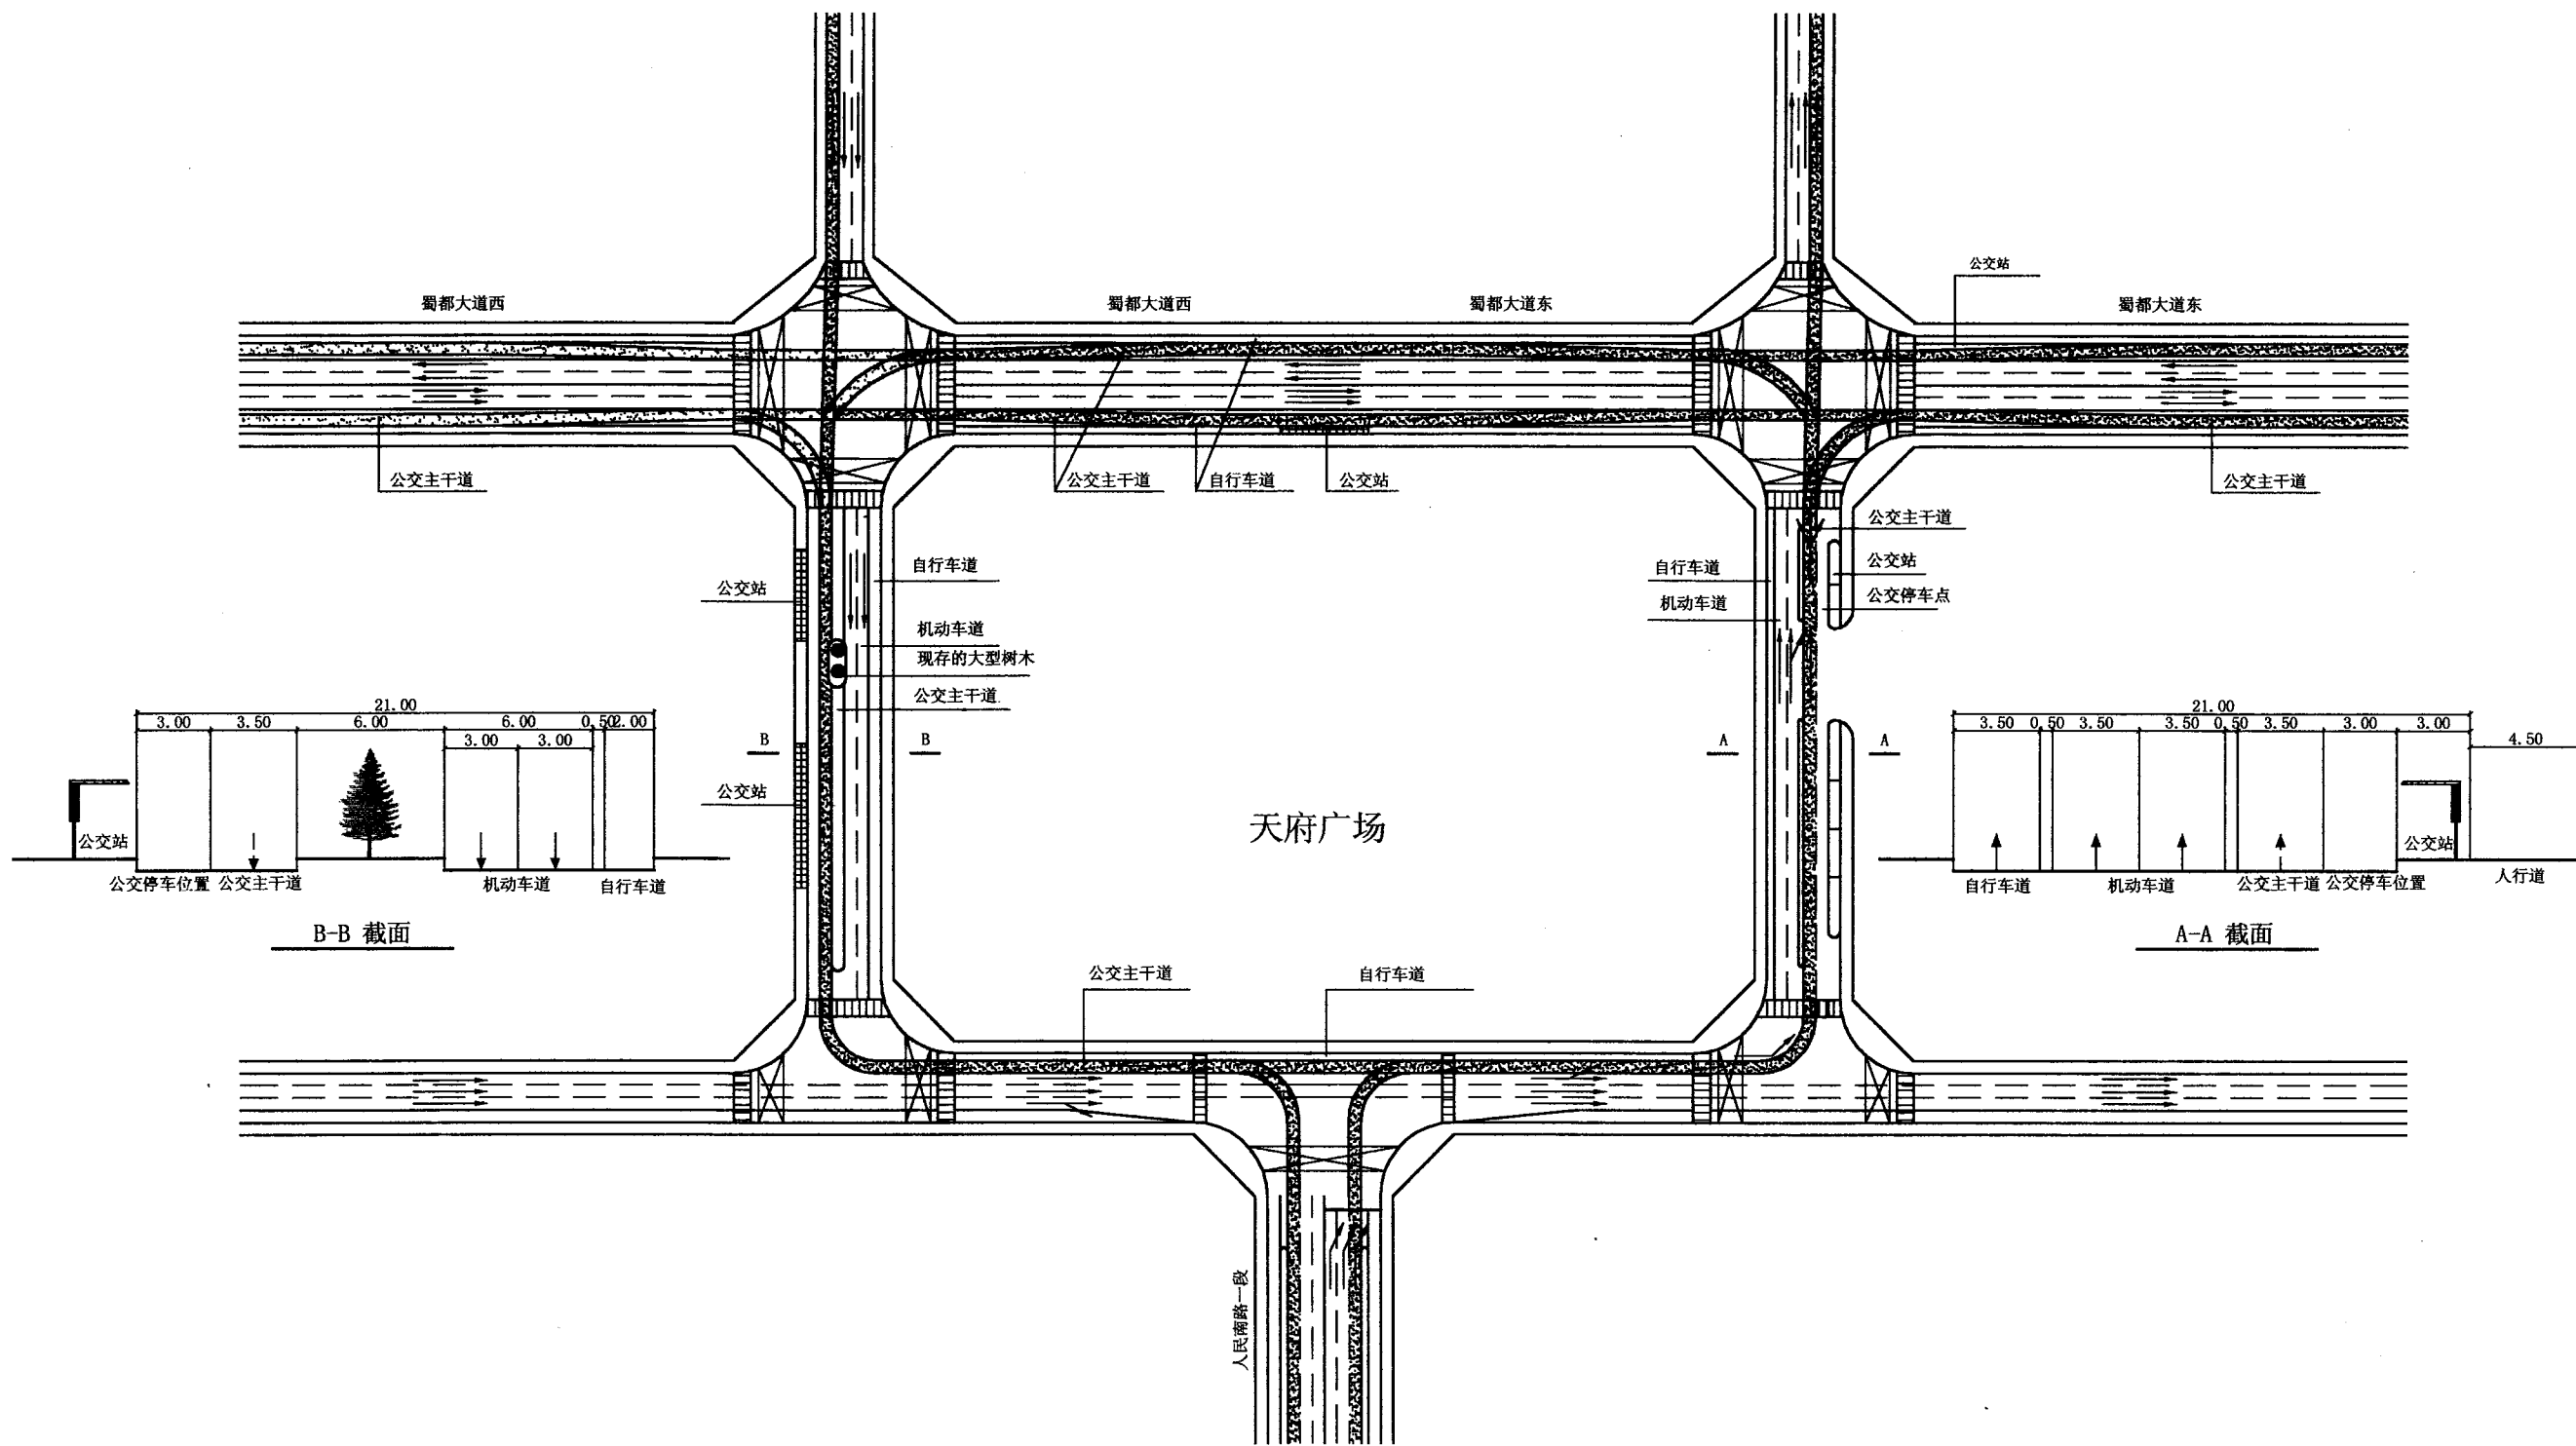 公交站
蜀都大道西
蜀都大道西
蜀都大道东
蜀都大道东
公交主干道
公交主干道
自行车道
公交站
公交主干道
公交主干道
自行车道
公交站
机动车道
现存的大型树木
公交主干道
自行车道
公交站
机动车道
公交停车点
21.00
3.00
3.50
6.00
6.00
0.50
2.00
3.00
3.00
B
B
A
A
21.00
3.50
0.50
3.50
3.50
0.50
3.50
3.00
3.00
4.50
公交站
天府广场
公交站
公交停车位置
公交主干道
机动车道
自行车道
公交站
自行车道
机动车道
公交主干道
公交停车位置
人行道
B-B 截面
A-A 截面
公交主干道
自行车道
人民南路一段